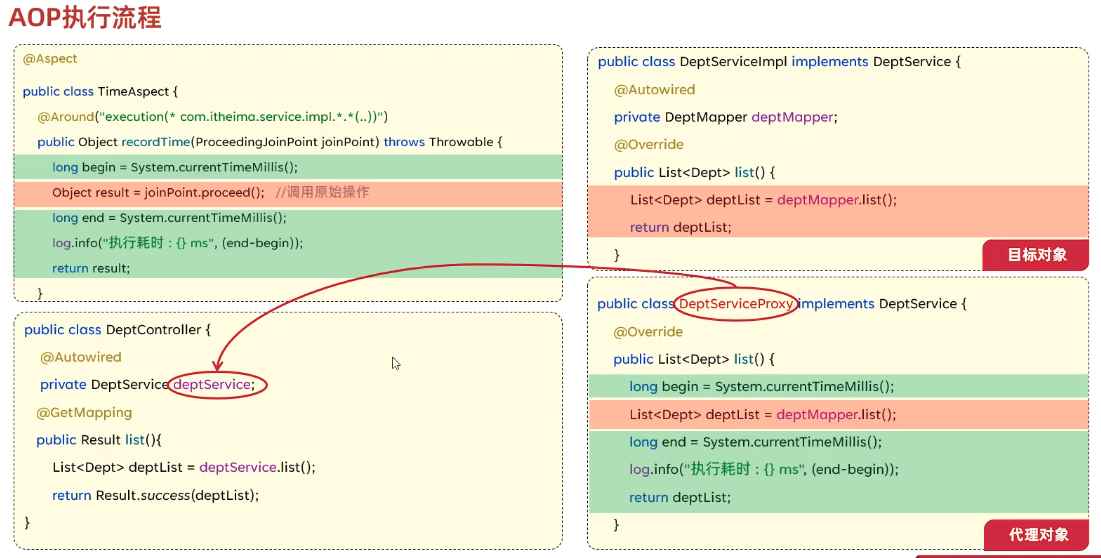 AOP执行流程
@Aspect
public class TimeAspect {
@Around("execution(* com.itheima.service.impl.*.*(..))")
public Object recordTime(ProceedingJoinPoint joinPoint) throws Throwable {
long begin = System.currentTimeMillis();
Object result = joinPoint.proceed();   //调用原始操作
long end = System.currentTimeMillis();
log.info("执行耗时 : {} ms", (end-begin));
return result;
}
public class DeptController {
@Autowired
private DeptService deptService;
@GetMapping
public Result list(){
List<Dept> deptList = deptService.list();
return Result.success(deptList);
}
public class DeptServiceImpl implements DeptService {
@Autowired
private DeptMapper deptMapper;
@Override
public List<Dept> list() {
List<Dept> deptList = deptMapper.list();
return deptList;
}
目标对象
public class DeptServiceProxy implements DeptService {
@Override
public List<Dept> list() {
long begin = System.currentTimeMillis();
List<Dept> deptList = deptMapper.list();
long end = System.currentTimeMillis();
log.info("执行耗时 : {} ms", (end-begin));
return deptList;
}
代理对象